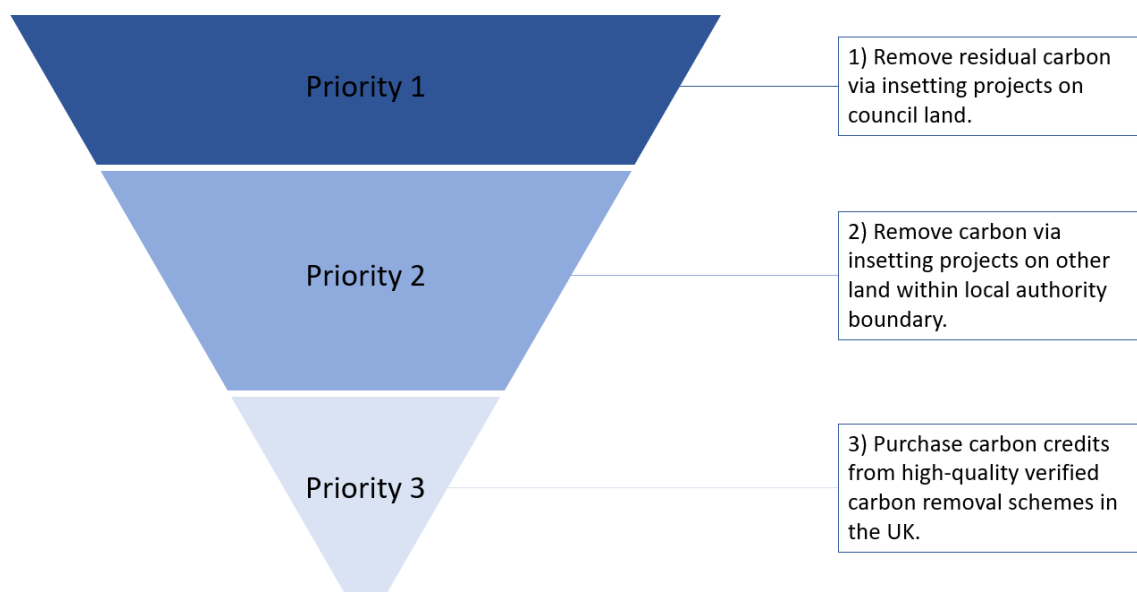 Priority 1
1) Remove residual carbon
via insetting projects on
council land.
Priority 2
2) Remove carbon via
insetting projects on other
land within local authority
boundary.
Priority 3
3) Purchase carbon credits
from high-quality verified
carbon removal schemes in
the UK.